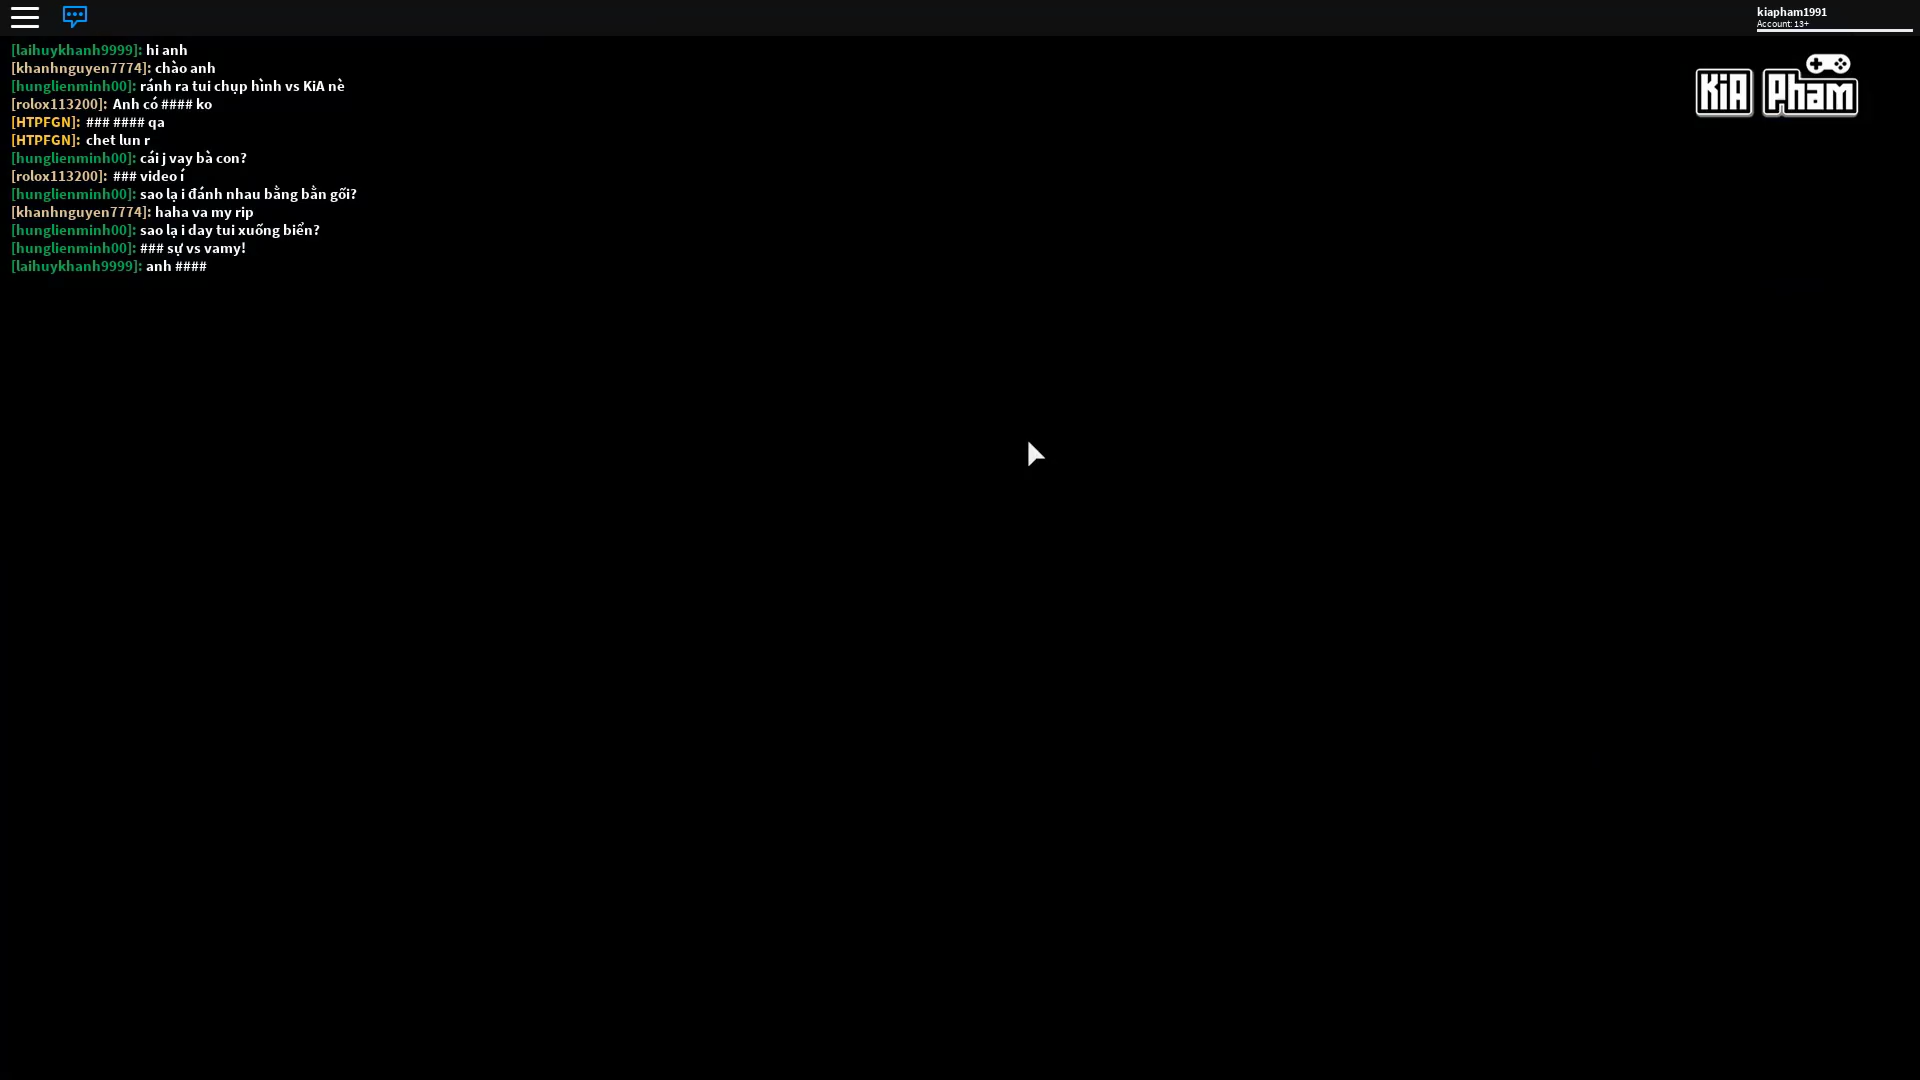 kiapham1991
Account: 13+
KiA Pham
[laihuykhanh9999]: hi anh
[khanhnguyen7774]: chào anh
[hunglienminh00]: ránh ra tui chụp hình vs KiA nè
[rolox113200]: Anh có #### ko
[HTPFGN]: ### #### qa
[HTPFGN]: chet lun r
[hunglienminh00]: cái j vay bà con?
[rolox113200]: ### video í
[hunglienminh00]: sao lạ i đánh nhau bằng bằn gối?
[khanhnguyen7774]: haha va my rip
[hunglienminh00]: sao lạ i day tui xuống biển?
[hunglienminh00]: ### sự vs vamy!
[laihuykhanh9999]: anh ####